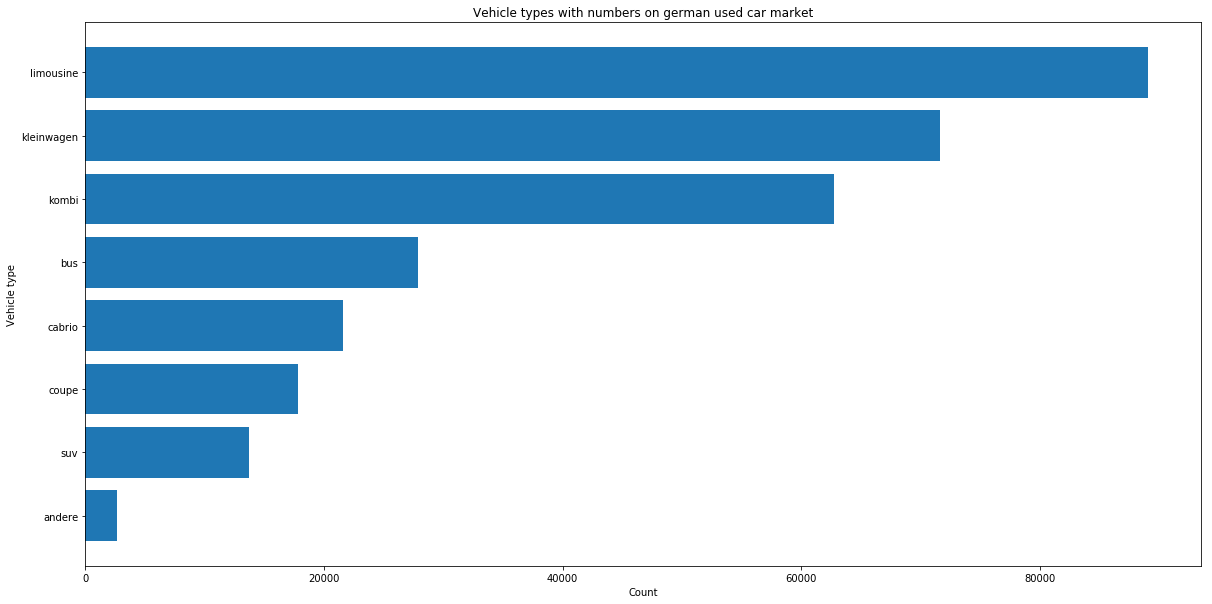 Vehicle types with numbers on german used car market
Vehicle type
limousine
kleinwagen
kombi
bus
cabrio
coupe
suv
andere
0 20000 40000 60000 80000
Count